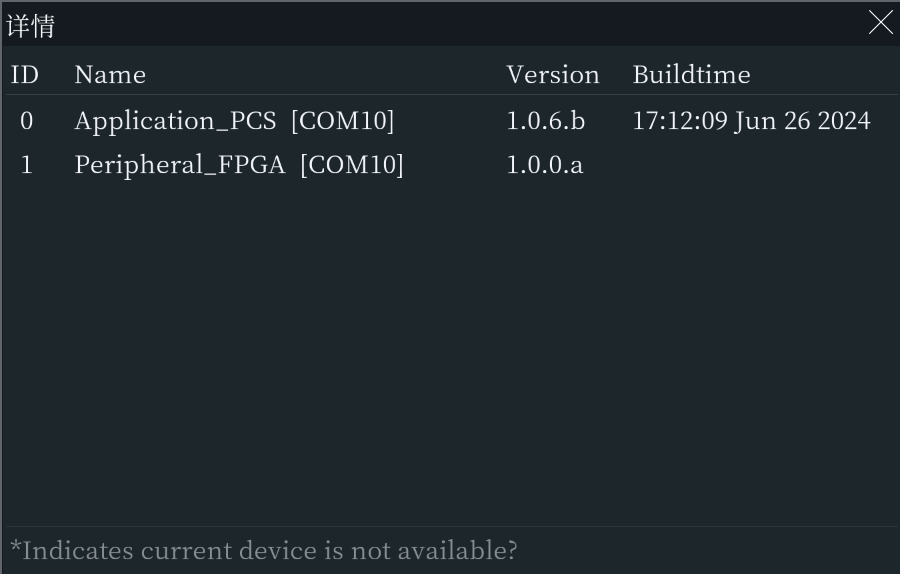 详情
ID Name Version Buildtime
0 Application_PCS [COM10] 1.0.6.b 17:12:09 Jun 26 2024
1 Peripheral_FPGA [COM10] 1.0.0.a
*Indicates current device is not available?